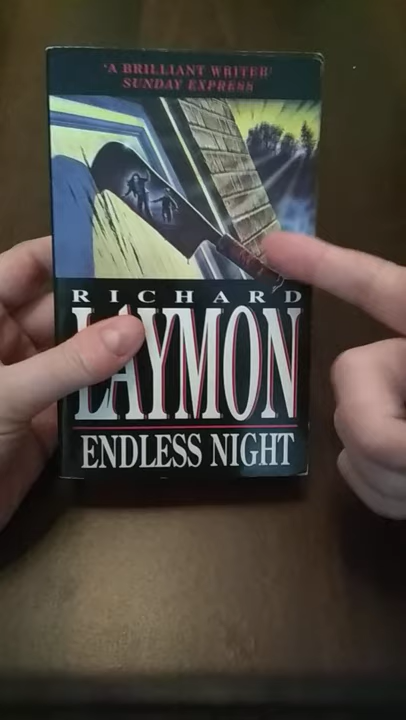 'A BRILLIANT WRITER'
SUNDAY EXPRESS
RICHARD
LAYMON
ENDLESS NIGHT